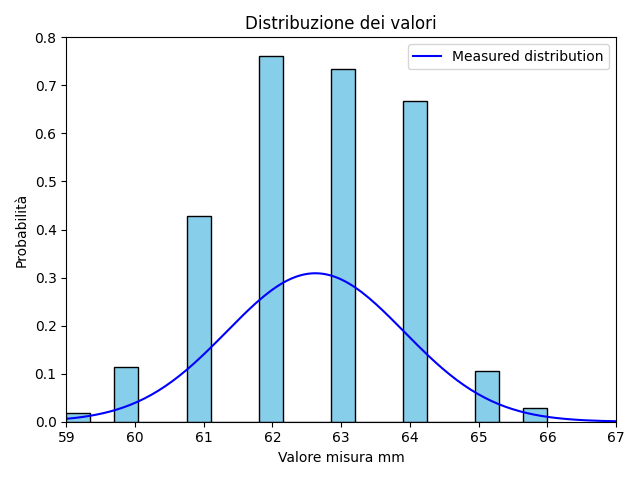 Distribuzione dei valori
Measured distribution
Probabilità
0.8
0.7
0.6
0.5
0.4
0.3
0.2
0.1
0.0
59 60 61 62 63 64 65 66 67
Valore misura mm